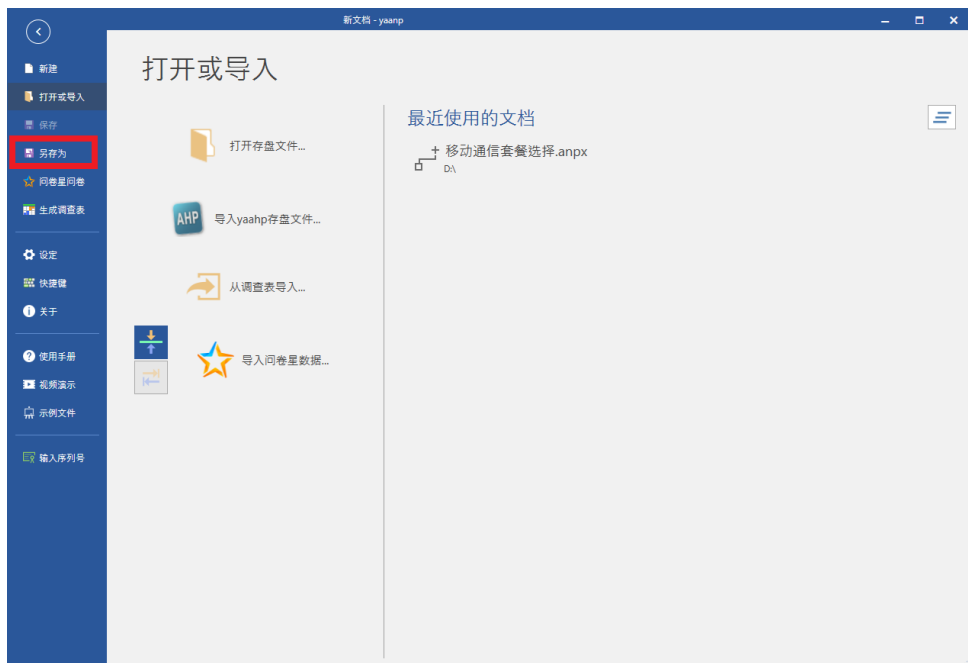 新文档 - yaanp
新建
打开或导入
保存
另存为
问卷星问卷
生成调查表
设定
快捷键
关于
使用手册
视频演示
示例文件
输入序列号
打开或导入
打开存盘文件...
AHP
导入yaahp存盘文件...
从调查表导入...
导入问卷星数据...
最近使用的文档
移动通信套餐选择.anpx
D:\